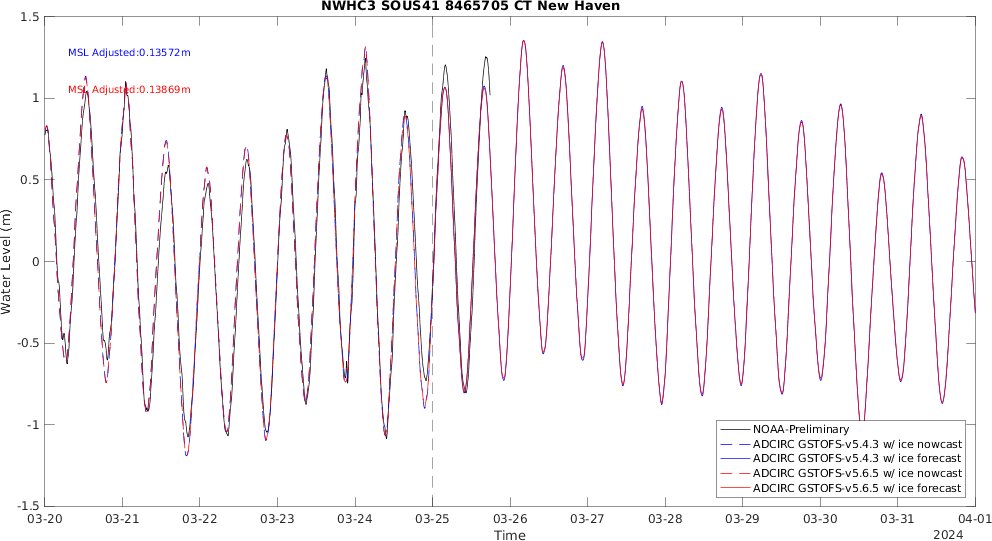 NWHC3 SOUS41 8465705 CT New Haven
1.5
MSL Adjusted:0.13572m
MSL Adjusted:0.13869m
1
0.5
0
-0.5
-1
-1.5
Water Level (m)
NOAA-Preliminary
ADCIRC GSTOFS-v5.4.3 w/ ice nowcast
ADCIRC GSTOFS-v5.4.3 w/ ice forecast
ADCIRC GSTOFS-v5.6.5 w/ ice nowcast
ADCIRC GSTOFS-v5.6.5 w/ ice forecast
03-20 03-21 03-22 03-23 03-24 03-25 03-26 03-27 03-28 03-29 03-30 03-31 04-01
Time
2024